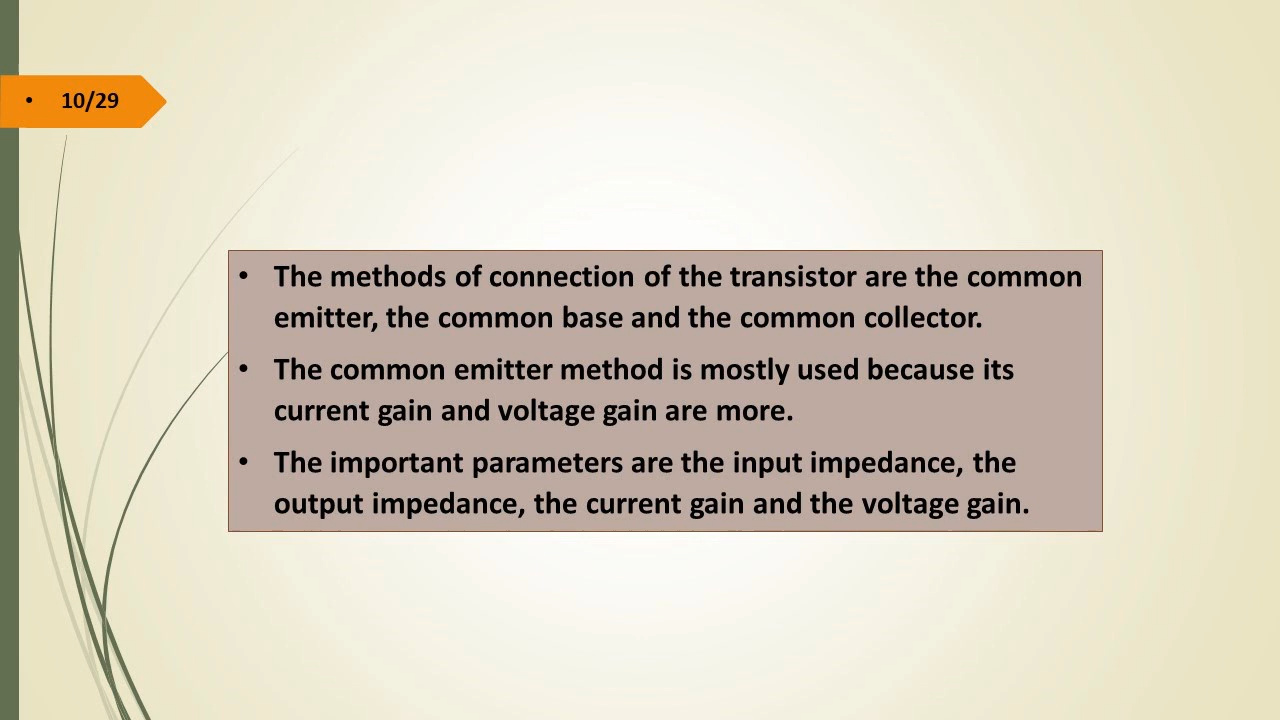 • 10/29
• The methods of connection of the transistor are the common
emitter, the common base and the common collector.
• The common emitter method is mostly used because its
current gain and voltage gain are more.
• The important parameters are the input impedance, the
output impedance, the current gain and the voltage gain.